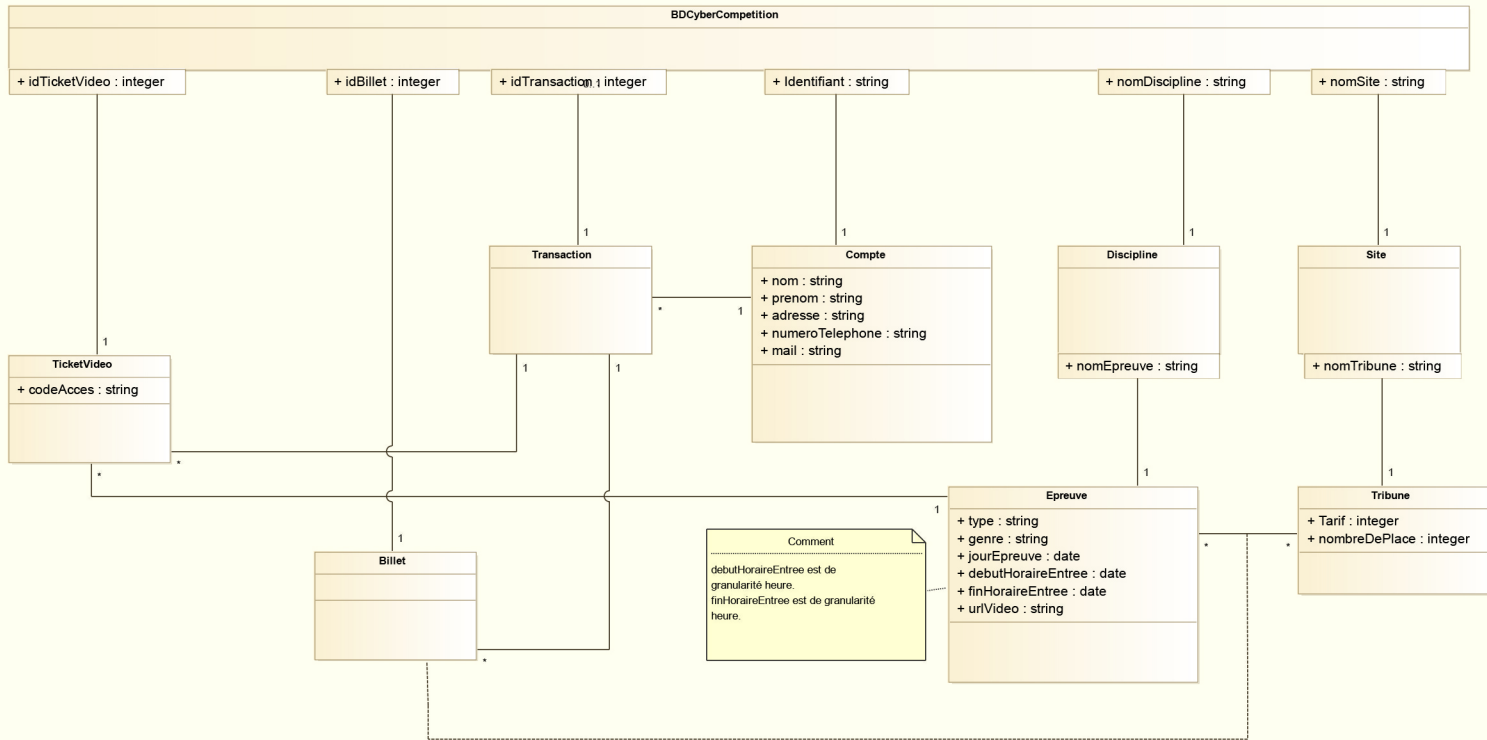 BDCyberCompetition
+ idTicketVideo : integer
+ idBillet : integer
+ idTransaction : integer
0..1
+ Identifiant : string
+ nomDiscipline : string
+ nomSite : string
1
1
1
1
Transaction
Compte
+ nom : string
+ prenom : string
+ adresse : string
+ numeroTelephone : string
+ mail : string
Discipline
+ nomEpreuve : string
Site
+ nomTribune : string
*
1
1
TicketVideo
+ codeAcces : string
1
1
*
*
1
1
1
Epreuve
+ type : string
+ genre : string
+ jourEpreuve : date
+ debutHoraireEntree : date
+ finHoraireEntree : date
+ urlVideo : string
Tribune
+ Tarif : integer
+ nombreDePlace : integer
*
*
Comment
debutHoraireEntree est de
granularité heure.
finHoraireEntree est de granularité
heure.
1
Billet
*